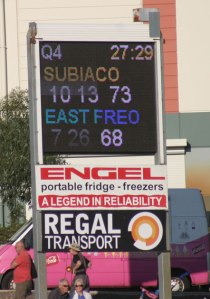 Q4 27:29
SUBIACO
10 13 73
EAST FREO
7 26 68
ENGEL
portable fridge - freezers
A LEGEND IN RELIABILITY
REGAL
TRANSPORT